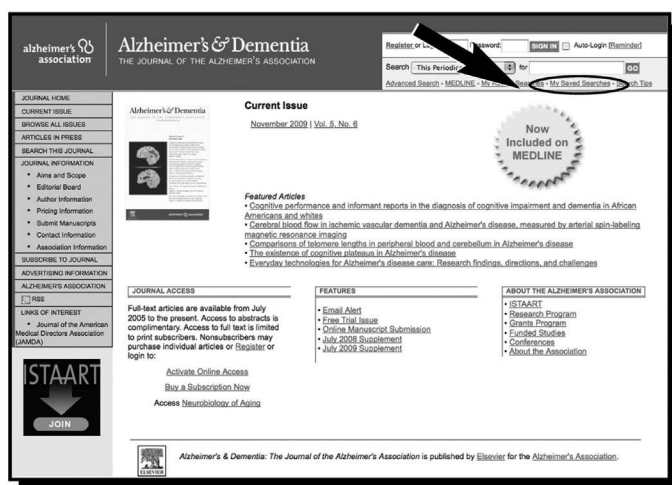 alzheimer's
association
Alzheimer's & Dementia
THE JOURNAL OF THE ALZHEIMER'S ASSOCIATION
Register or Password: SIGN IN Auto-Login [Reminder]
Search This Periodical for GO
Advanced Search - MEDLINE - My Searches - My Saved Searches - Search Tips
JOURNAL HOME
CURRENT ISSUE
BROWSE ALL ISSUES
ARTICLES IN PRESS
SEARCH THIS JOURNAL
JOURNAL INFORMATION
• Aims and Scope
• Editorial Board
• Author Information
• Pricing Information
• Submit Manuscripts
• Contact Information
• Association Information
SUBSCRIBE TO JOURNAL
ADVERTISING INFORMATION
ALZHEIMER'S ASSOCIATION
RSS
LINKS OF INTEREST
• Journal of the American
Medical Directors Association
(JAMDA)
ISTAART
JOIN
Alzheimer's & Dementia
Current Issue
November 2009 | Vol. 5, No. 6
Now
Included on
MEDLINE
Featured Articles
• Cognitive performance and informant reports in the diagnosis of cognitive impairment and dementia in African
Americans and whites
• Cerebral blood flow in ischemic vascular dementia and Alzheimer's disease, measured by arterial spin-labeling
magnetic resonance imaging
• Comparisons of telomere lengths in peripheral blood and cerebellum in Alzheimer's disease
• The existence of cognitive plateaus in Alzheimer's disease
• Everyday technologies for Alzheimer's disease care: Research findings, directions, and challenges
JOURNAL ACCESS
Full-text articles are available from July
2005 to the present. Access to abstracts is
complimentary. Access to full text is limited
to print subscribers. Nonsubscribers may
purchase individual articles or Register or
login to:
Activate Online Access
Buy a Subscription Now
Access Neurobiology of Aging
FEATURES
• Email Alert
• Free Trial Issue
• Online Manuscript Submission
• July 2008 Supplement
• July 2009 Supplement
ABOUT THE ALZHEIMER'S ASSOCIATION
• ISTAART
• Research Program
• Grants Program
• Funded Studies
• Conferences
• About the Association
ELSEVIER
Alzheimer's & Dementia: The Journal of the Alzheimer's Association is published by Elsevier for the Alzheimer's Association.